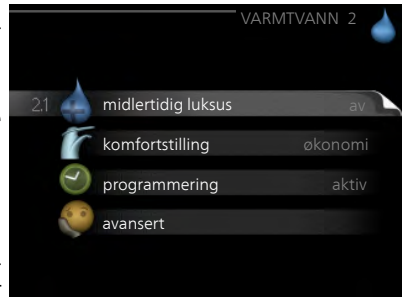 VARMTVANN 2
2.1 midlertidig luksus av
komfortstilling økonomi
programmering aktiv
avansert